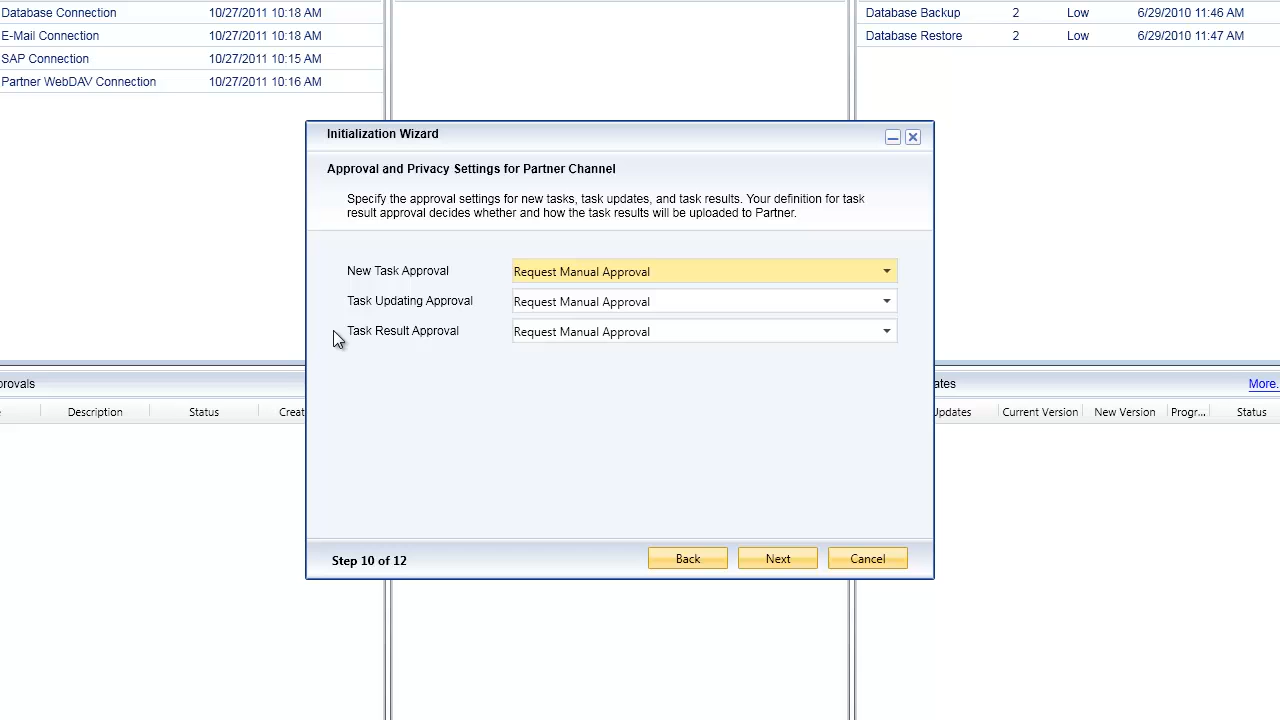 Database Connection 10/27/2011 10:18 AM
E-Mail Connection 10/27/2011 10:18 AM
SAP Connection 10/27/2011 10:15 AM
Partner WebDAV Connection 10/27/2011 10:16 AM
Database Backup 2 Low 6/29/2010 11:46 AM
Database Restore 2 Low 6/29/2010 11:47 AM
Initialization Wizard
Approval and Privacy Settings for Partner Channel
Specify the approval settings for new tasks, task updates, and task results. Your definition for task
result approval decides whether and how the task results will be uploaded to Partner.
New Task Approval Request Manual Approval
Task Updating Approval Request Manual Approval
Task Result Approval Request Manual Approval
Step 10 of 12 Back Next Cancel
provals
Description Status Creat
ates More.
Updates Current Version New Version Progr... Status